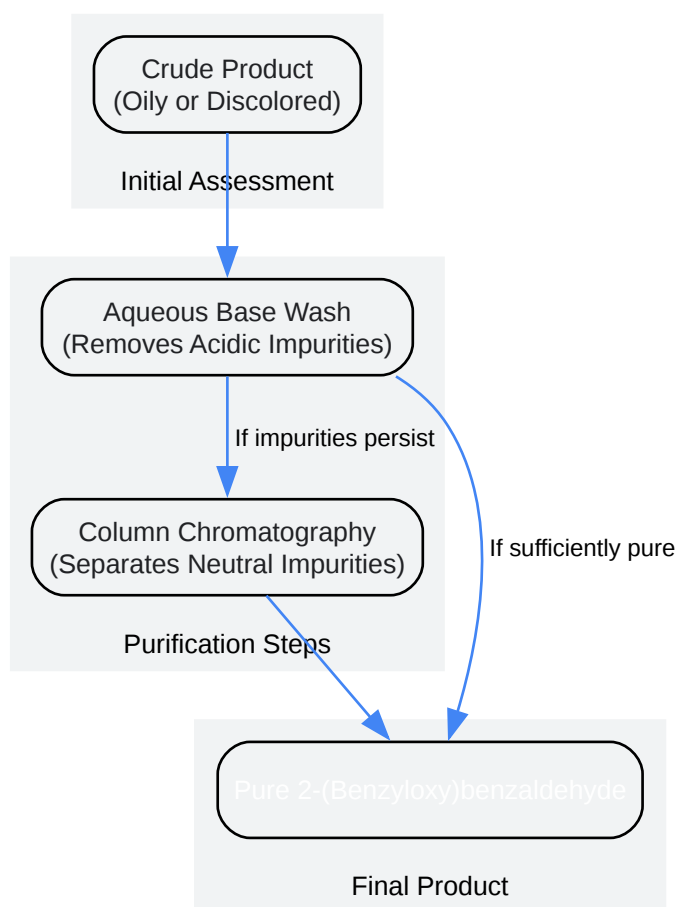 Crude Product
(Oily or Discolored)
Initial Assessment
Aqueous Base Wash
(Removes Acidic Impurities)
If impurities persist
Column Chromatography
(Separates Neutral Impurities)
If sufficiently pure
Purification Steps
Pure 2-(Benzyloxy)benzaldehyde
Final Product